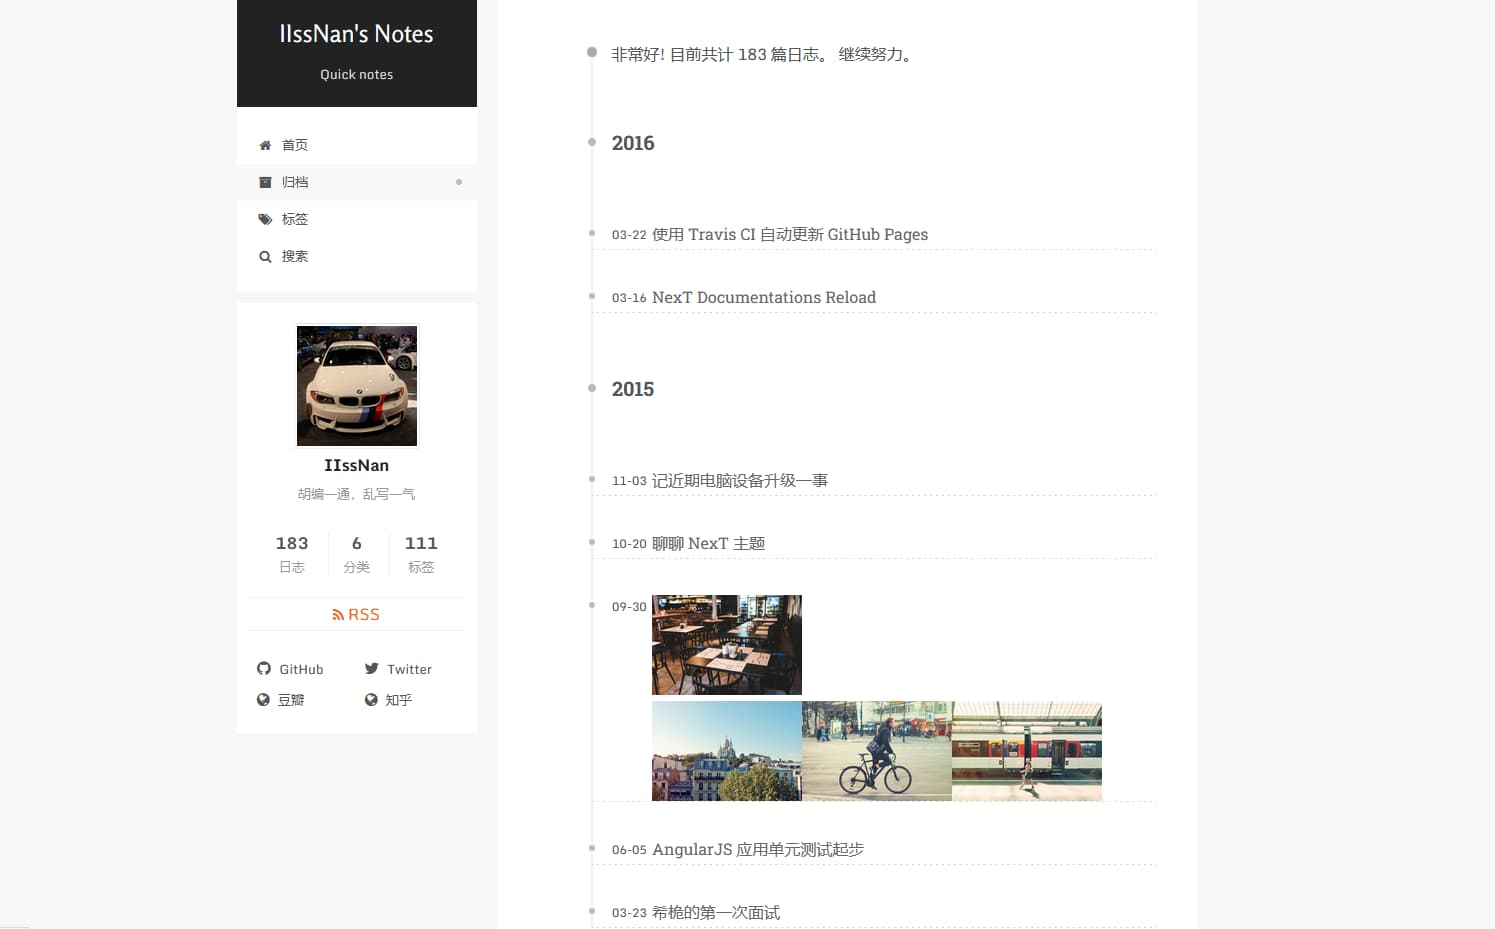 IIssNan's Notes
Quick notes
首页
归档
标签
搜索
IIssNan
胡编一通，乱写一气
183 6 111
日志 分类 标签
RSS
GitHub Twitter
豆瓣 知乎
非常好! 目前共计 183 篇日志。 继续努力。
2016
03-22 使用 Travis CI 自动更新 GitHub Pages
03-16 NexT Documentations Reload
2015
11-03 记近期电脑设备升级一事
10-20 聊聊 NexT 主题
09-30
06-05 AngularJS 应用单元测试起步
03-23 希桅的第一次面试